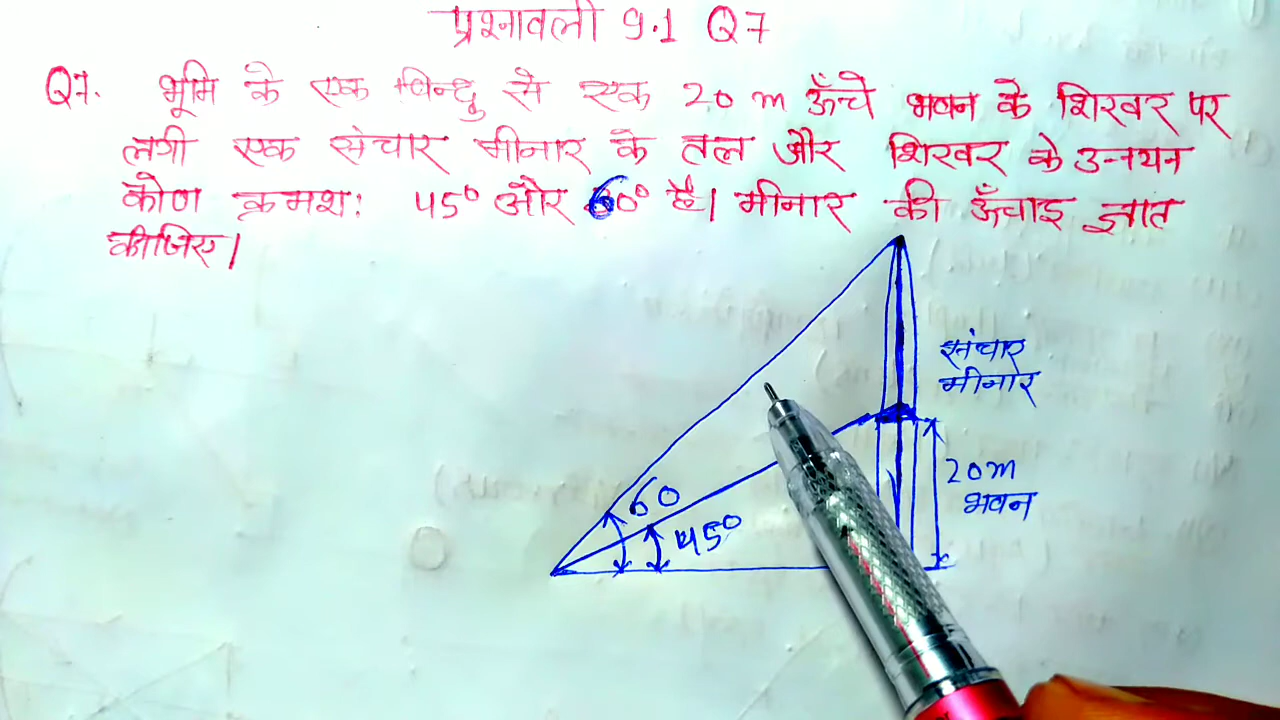 प्रश्नावली 9.1 Q7
Q7. भूमि के एक बिन्दु से एक 20 m ऊँचे भवन के शिखर पर
लगी एक संचार मीनार के तल और शिखर के उन्नयन
कोण क्रमश: 45° और 60° है। मीनार की ऊँचाइ ज्ञात
कीजिए।
संचार
मीनार
20m
भवन
60
45°